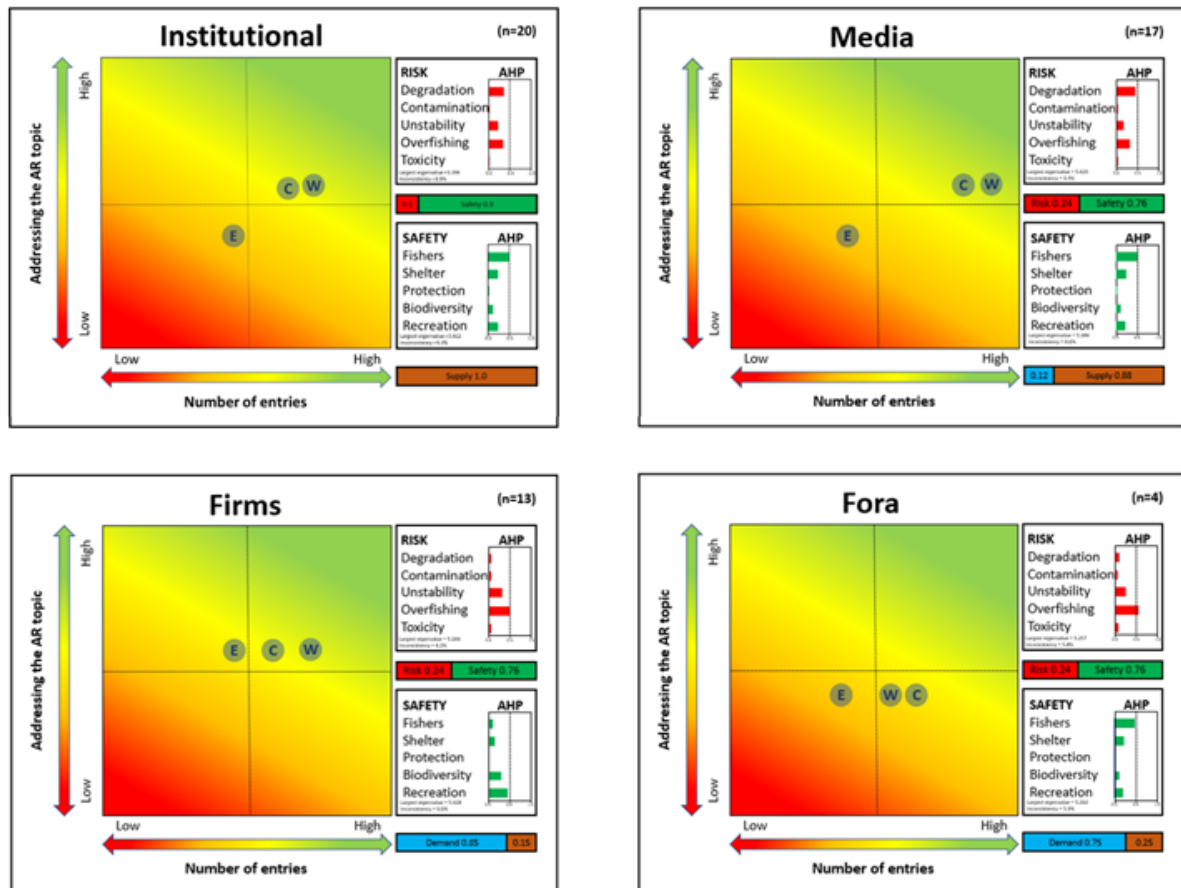 Institutional
(n=20)
Addressing the AR topic
High
Low
C
W
E
Low
High
Number of entries
RISK AHP
Degradation
Contamination
Unstability
Overfishing
Toxicity
Safety 0.9
SAFETY AHP
Fishers
Shelter
Protection
Biodiversity
Recreation
Supply 1.0
Media
(n=17)
Addressing the AR topic
High
Low
C
W
E
Low
High
Number of entries
RISK AHP
Degradation
Contamination
Unstability
Overfishing
Toxicity
Risk 0.24 Safety 0.76
SAFETY AHP
Fishers
Shelter
Protection
Biodiversity
Recreation
0.12 Supply 0.88
Firms
(n=13)
Addressing the AR topic
High
Low
E
C
W
Low
High
Number of entries
RISK AHP
Degradation
Contamination
Unstability
Overfishing
Toxicity
Risk 0.24 Safety 0.76
SAFETY AHP
Fishers
Shelter
Protection
Biodiversity
Recreation
Demand 0.85 0.15
Fora
(n=4)
Addressing the AR topic
High
Low
E
W
C
Low
High
Number of entries
RISK AHP
Degradation
Contamination
Unstability
Overfishing
Toxicity
Risk 0.24 Safety 0.76
SAFETY AHP
Fishers
Shelter
Protection
Biodiversity
Recreation
Demand 0.75 0.25